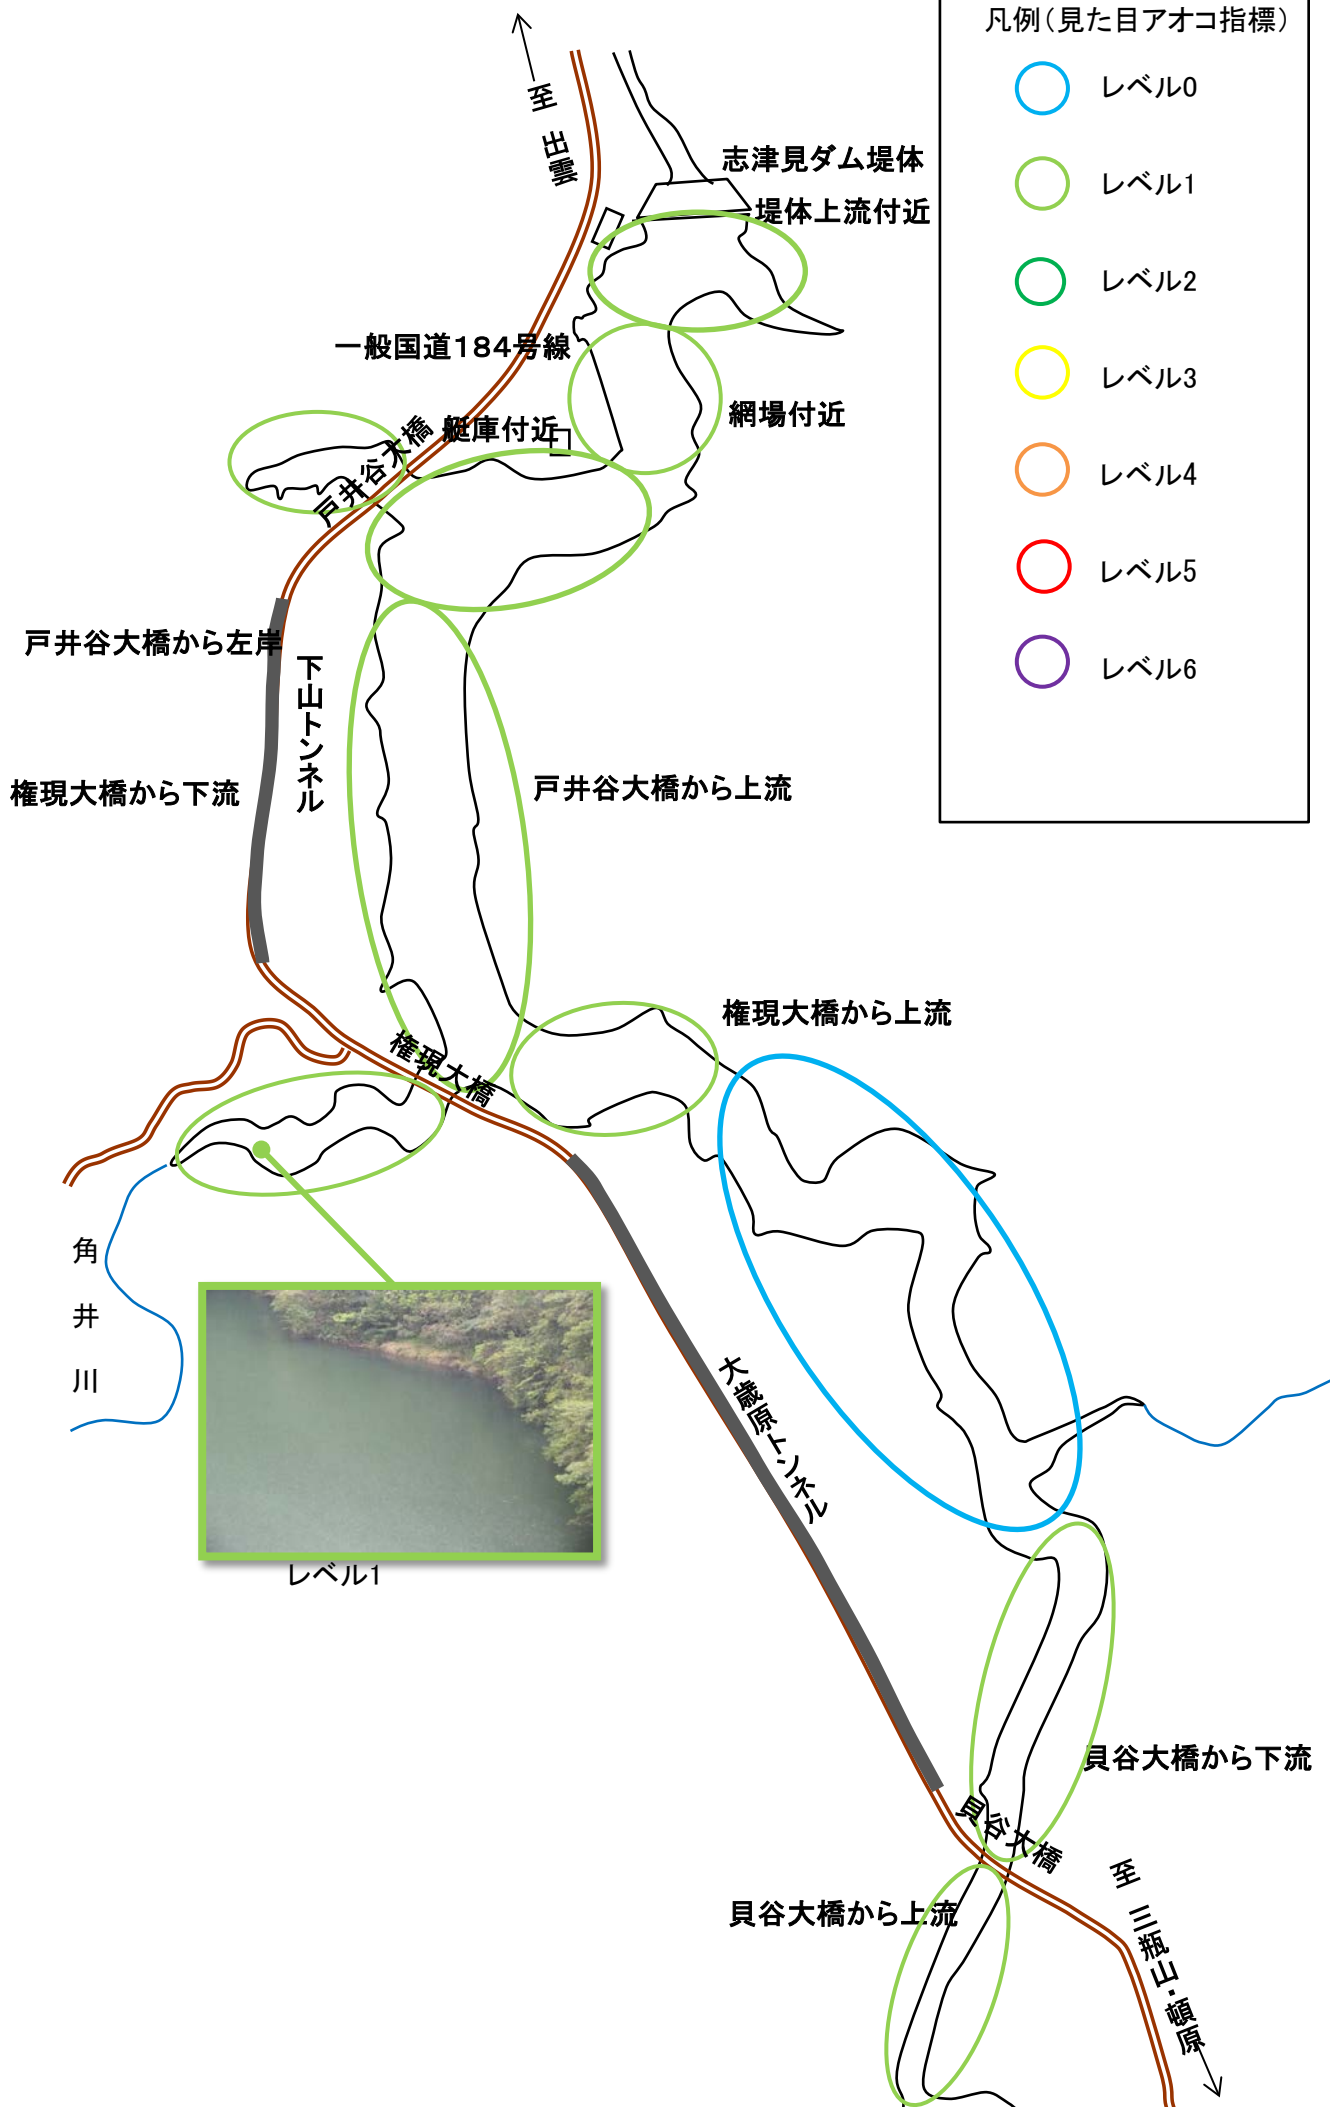 凡例（見た目アオコ指標）
レベル0
レベル1
レベル2
レベル3
レベル4
レベル5
レベル6
至 出雲
志津見ダム堤体
堤体上流付近
一般国道184号線
網場付近
艇庫付近
戸井谷大橋
戸井谷大橋から左岸
下山トンネル
権現大橋から下流
戸井谷大橋から上流
権現大橋から上流
権現大橋
角井川
レベル1
大歳原トンネル
貝谷大橋から下流
貝谷大橋
貝谷大橋から上流
至 三瓶山・頓原